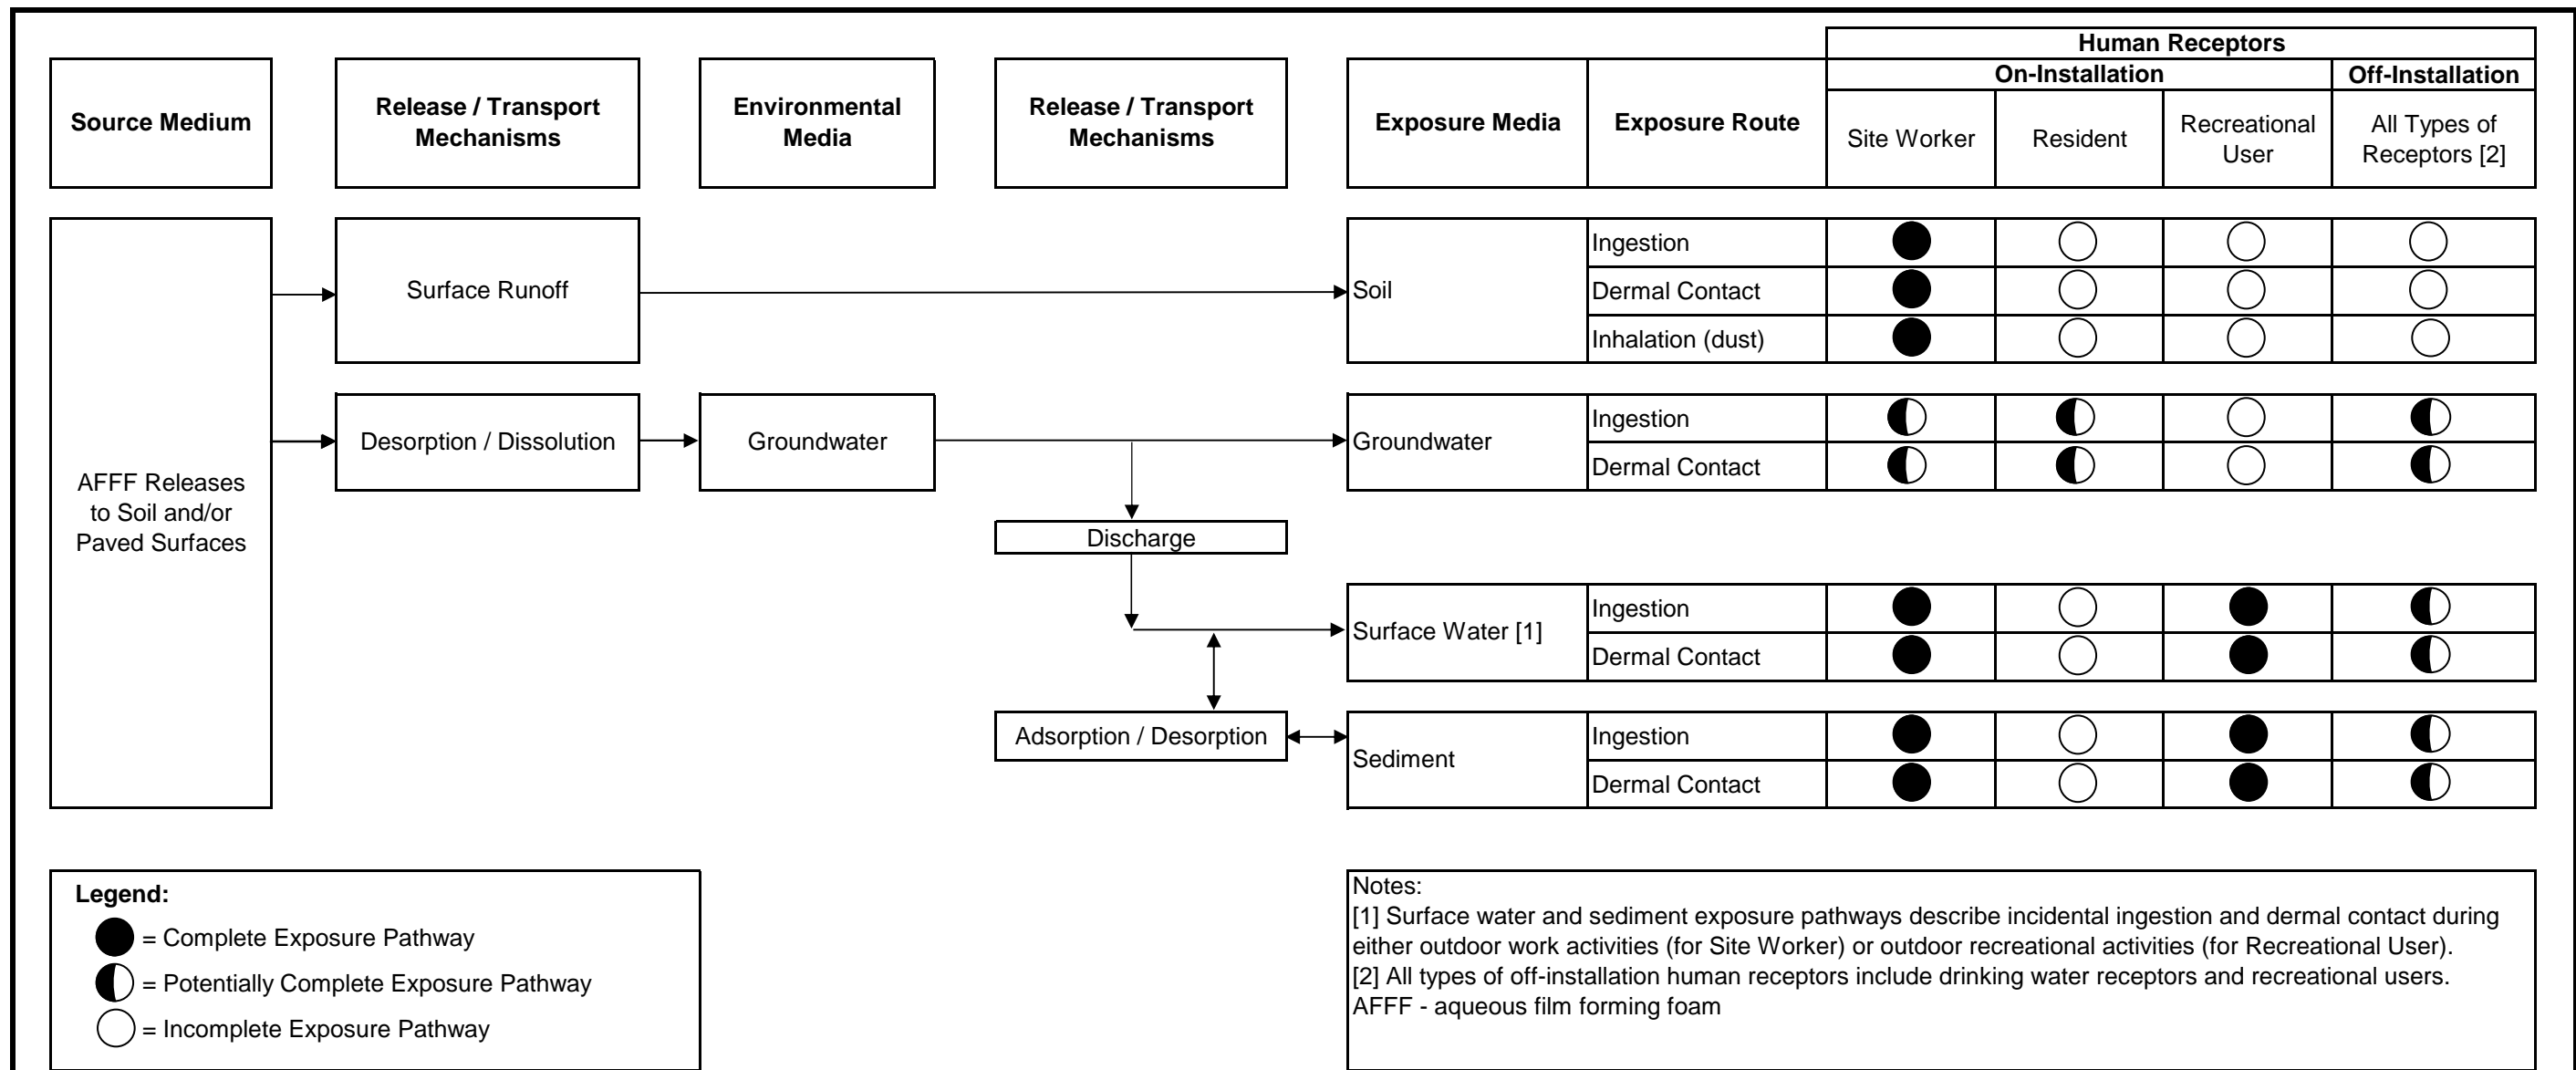 Human Receptors
On-Installation
Off-Installation
Source Medium
Release / Transport
Mechanisms
Environmental
Media
Release / Transport
Mechanisms
Exposure Media
Exposure Route
Site Worker
Resident
Recreational
User
All Types of
Receptors [2]
AFFF Releases
to Soil and/or
Paved Surfaces
Surface Runoff
Soil
Ingestion
Dermal Contact
Inhalation (dust)
Desorption / Dissolution
Groundwater
Groundwater
Ingestion
Dermal Contact
Discharge
Surface Water [1]
Ingestion
Dermal Contact
Adsorption / Desorption
Sediment
Ingestion
Dermal Contact
Legend:
= Complete Exposure Pathway
= Potentially Complete Exposure Pathway
= Incomplete Exposure Pathway
Notes:
[1] Surface water and sediment exposure pathways describe incidental ingestion and dermal contact during
either outdoor work activities (for Site Worker) or outdoor recreational activities (for Recreational User).
[2] All types of off-installation human receptors include drinking water receptors and recreational users.
AFFF - aqueous film forming foam